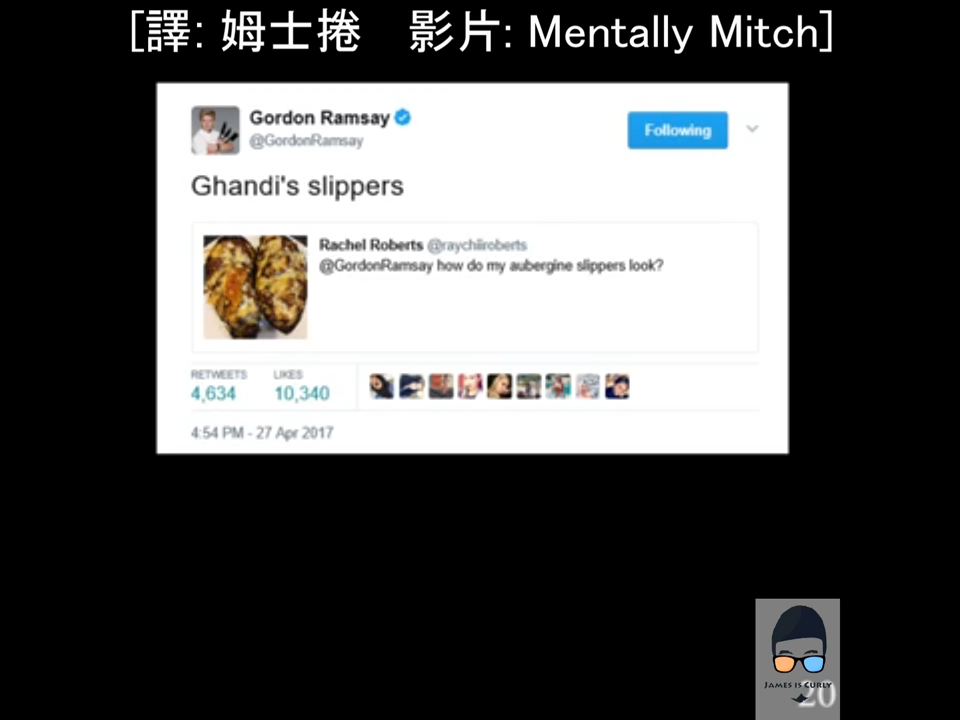 [譯: 姆士捲　影片: Mentally Mitch]
Gordon Ramsay
@GordonRamsay
Following
Ghandi's slippers
Rachel Roberts @raychiiroberts
@GordonRamsay how do my aubergine slippers look?
RETWEETS LIKES
4,634 10,340
4:54 PM - 27 Apr 2017
JAMES IS CURLY
20